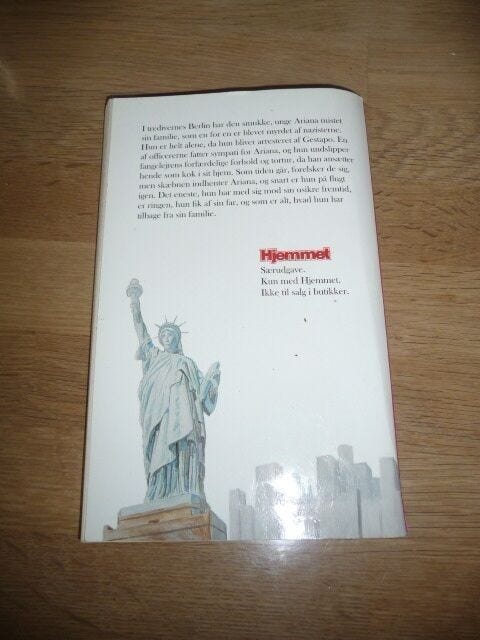 I tredivernes Berlin har den smukke, unge Ariana mistet
sin familie, som en for en er blevet myrdet af nazisterne.
Hun er helt alene, da hun bliver arresteret af Gestapo. En
af officererne fatter sympati for Ariana, og hun undslipper
fangelejrens forfærdelige forhold og tortur, da han ansætter
hende som kok i sit hjem. Som tiden går, forelsker de sig,
men skæbnen indhenter Ariana, og snart er hun på flugt
igen. Det eneste, hun har med sig mod sin usikre fremtid,
er ringen, hun fik af sin far, og som er alt, hvad hun har
tilbage fra sin familie.
Hjemmet
Særudgave.
Kun med Hjemmet.
Ikke til salg i butikker.